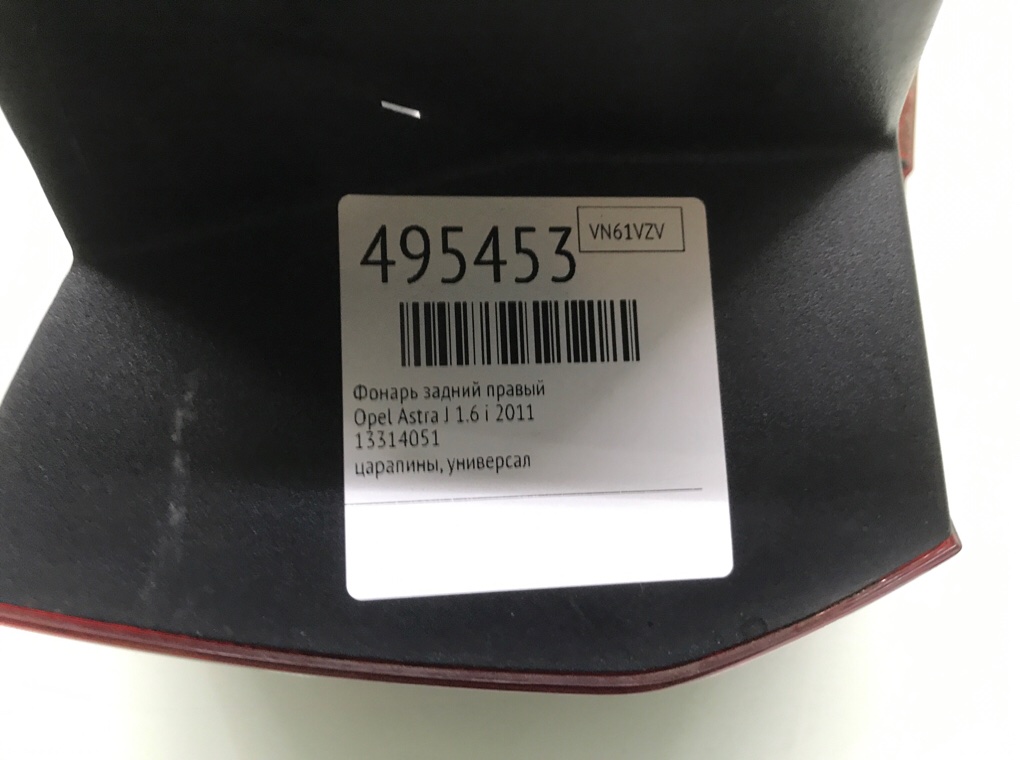 495453
VN61VZV
Фонарь задний правый
Opel Astra J 1.6 i 2011
13314051
царапины, универсал